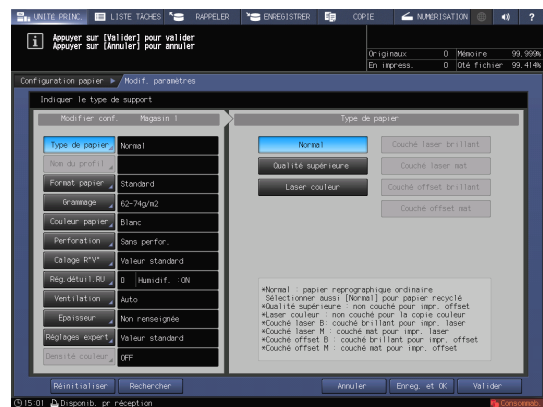 UNITE PRINC.
LISTE TACHES
RAPPELER
ENREGISTRER
COPIE
NUMERISATION
?
Appuyer sur [Valider] pour valider
Appuyer sur [Annuler] pour annuler
Originaux 0 Mémoire 99.999%
En impress. 0 Qté fichier 99.414%
Configuration papier ▶ Modif. paramètres
Indiquer le type de support
Modifier conf. Magasin 1
Type de papier
Type de papier Normal
Nom du profil
Format papier Standard
Grammage 62-74g/m2
Couleur papier Blanc
Perforation Sans perfor.
Calage R°V° Valeur standard
Rég.détuil.RU 0 Humidif. :ON
Ventilation Auto
Epaisseur Non renseignée
Réglages expert Valeur standard
Densité couleur OFF
Normal Couché laser brillant
Qualité supérieure Couché laser mat
Laser couleur Couché offset brillant
Couché offset mat
*Normal : papier reprographique ordinaire
Sélectionner aussi [Normal] pour papier recyclé
*Qualité supérieure : non couché pour impr. offset
*Laser couleur : non couché pour la copie couleur
*Couché laser B: couché brillant pour impr. laser
*Couché laser M : couché mat pour impr. laser
*Couché offset B : couché brillant pour impr. offset
*Couché offset M : couché mat pour impr. offset
Réinitialiser Rechercher Annuler Enreg. et OK Valider
15:01 Disponib. pr réception Consommab.